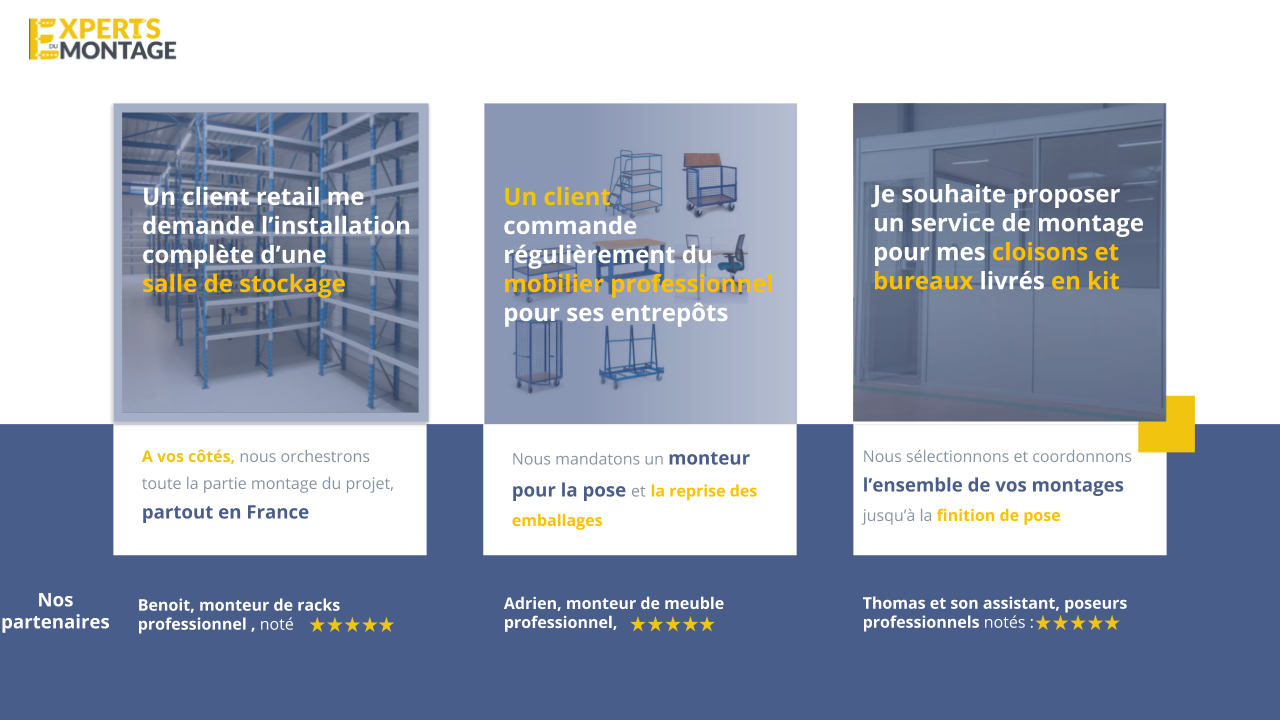 EXPERTS
DU MONTAGE
Un client retail me
demande l’installation
complète d’une
salle de stockage
Un client
commande
régulièrement du
mobilier professionnel
pour ses entrepôts
Je souhaite proposer
un service de montage
pour mes cloisons et
bureaux livrés en kit
A vos côtés, nous orchestrons
toute la partie montage du projet,
partout en France
Nous mandatons un monteur
pour la pose et la reprise des
emballages
Nous sélectionnons et coordonnons
l’ensemble de vos montages
jusqu’à la finition de pose
Nos
partenaires
Benoit, monteur de racks
professionnel , noté ★★★★★
Adrien, monteur de meuble
professionnel, ★★★★★
Thomas et son assistant, poseurs
professionnels notés : ★★★★★